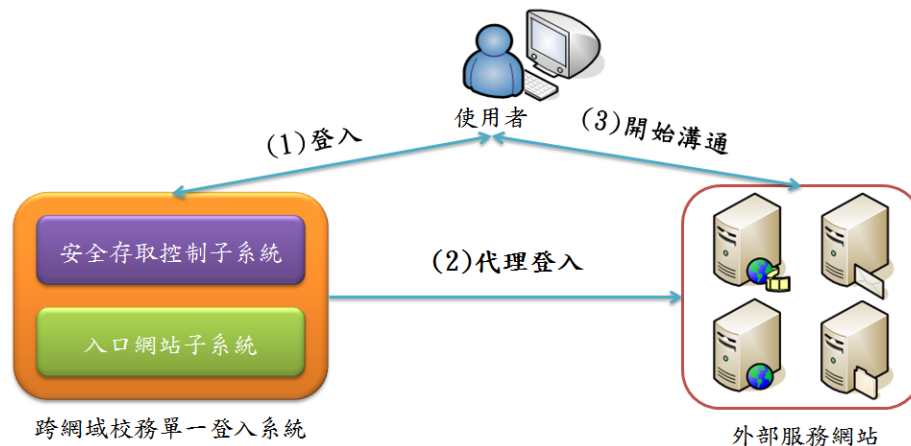 使用者
(1)登入
(3)開始溝通
安全存取控制子系統
(2)代理登入
入口網站子系統
跨網域校務單一登入系統
外部服務網站